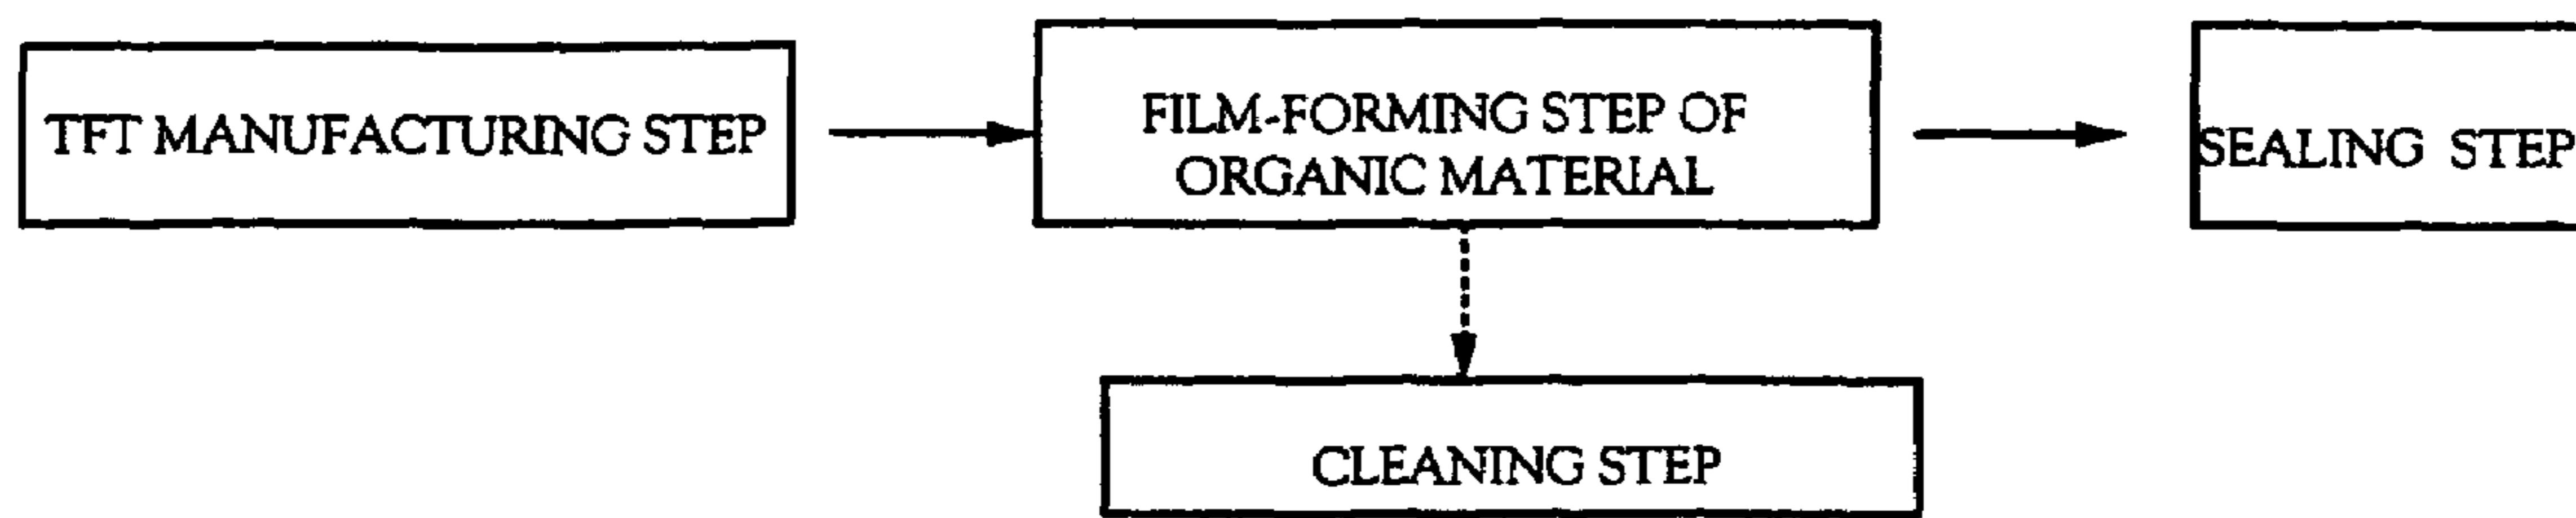 TFT MANUFACTURING STEP
FILM-FORMING STEP OF
ORGANIC MATERIAL
SEALING STEP
CLEANING STEP